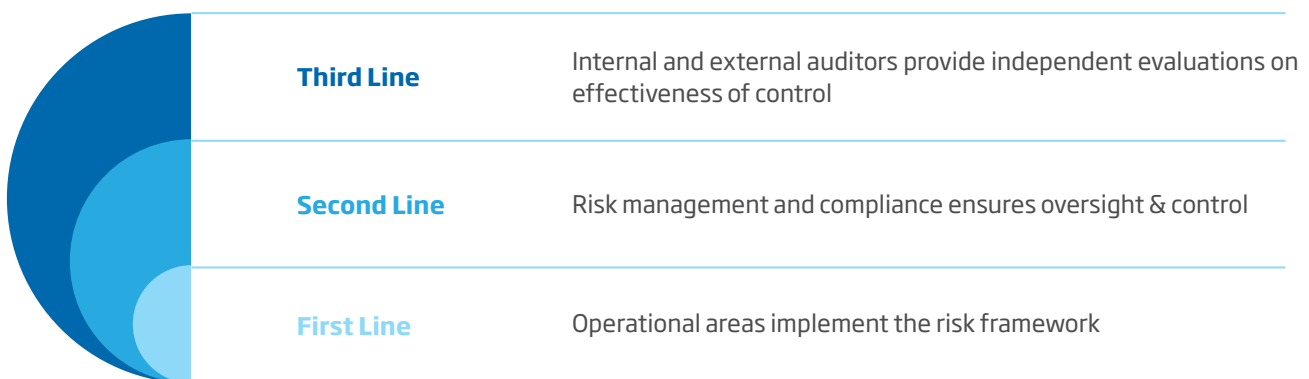 Third Line
Internal and external auditors provide independent evaluations on
effectiveness of control
Second Line
Risk management and compliance ensures oversight & control
First Line
Operational areas implement the risk framework